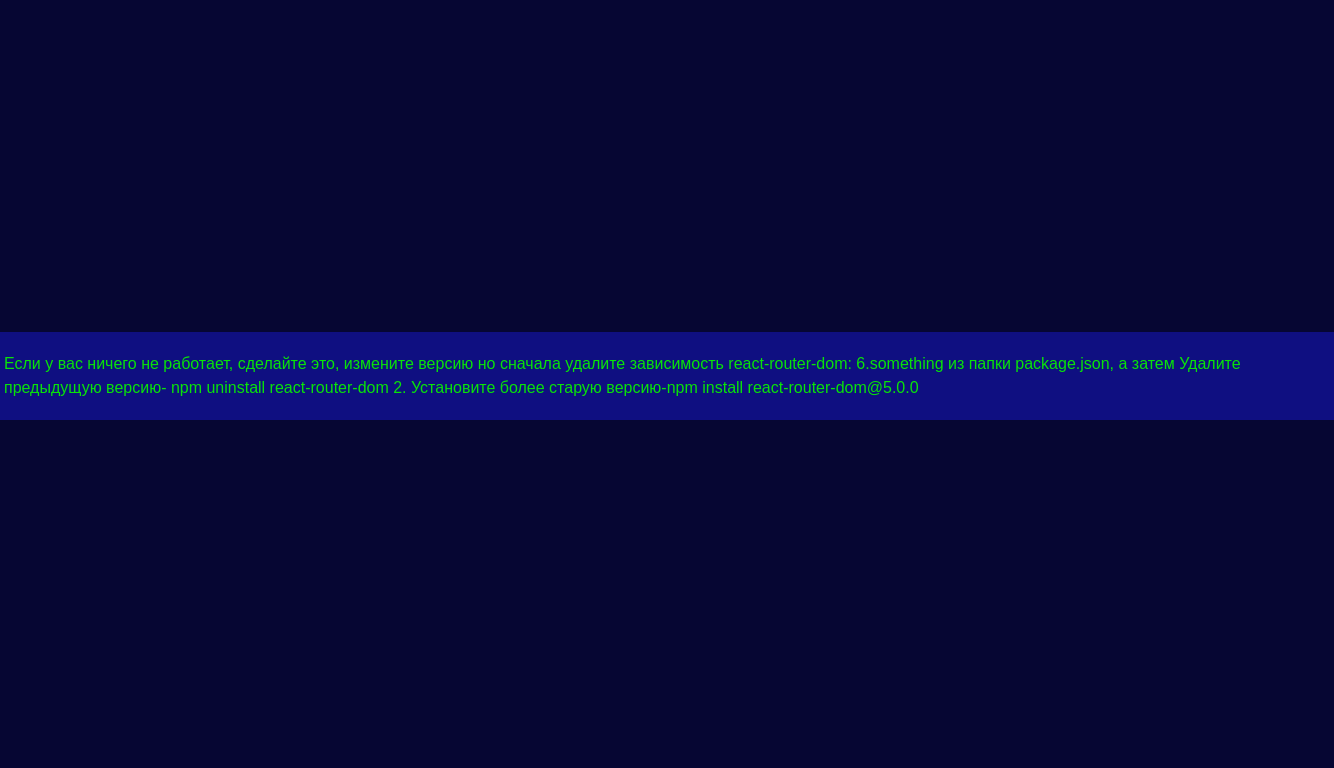 Если у вас ничего не работает, сделайте это, измените версию но сначала удалите зависимость react-router-dom: 6.something из папки package.json, а затем Удалите
предыдущую версию- npm uninstall react-router-dom 2. Установите более старую версию-npm install react-router-dom@5.0.0